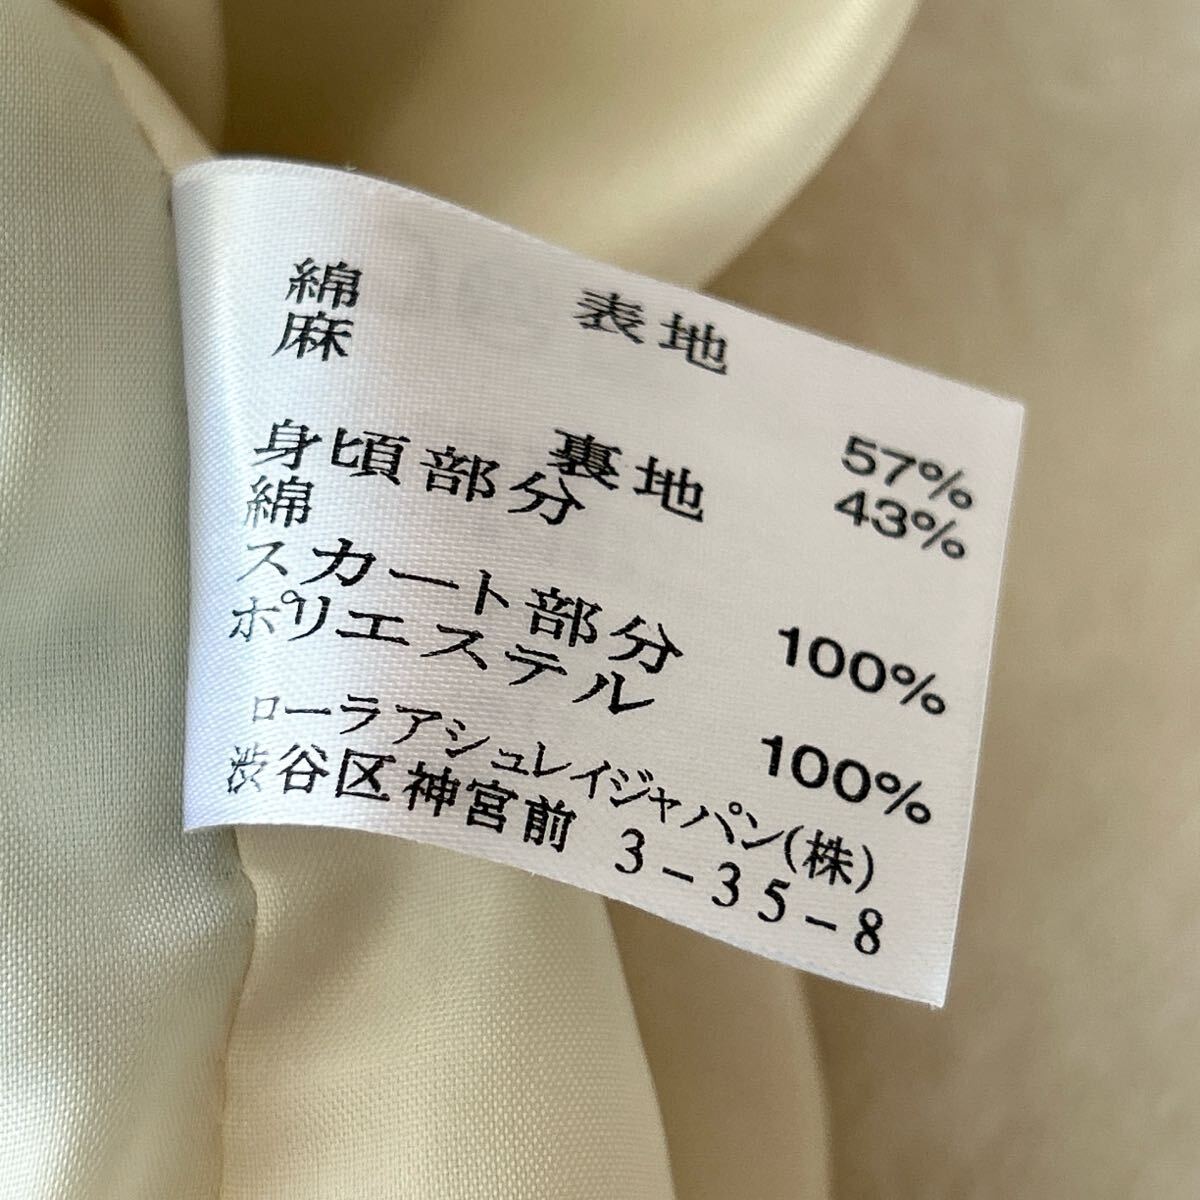 表地
綿 57%
麻 43%
裏地
身頃部分
綿 100%
スカート部分
ポリエステル 100%
ローラアシュレイジャパン(株)
渋谷区神宮前 3-35-8